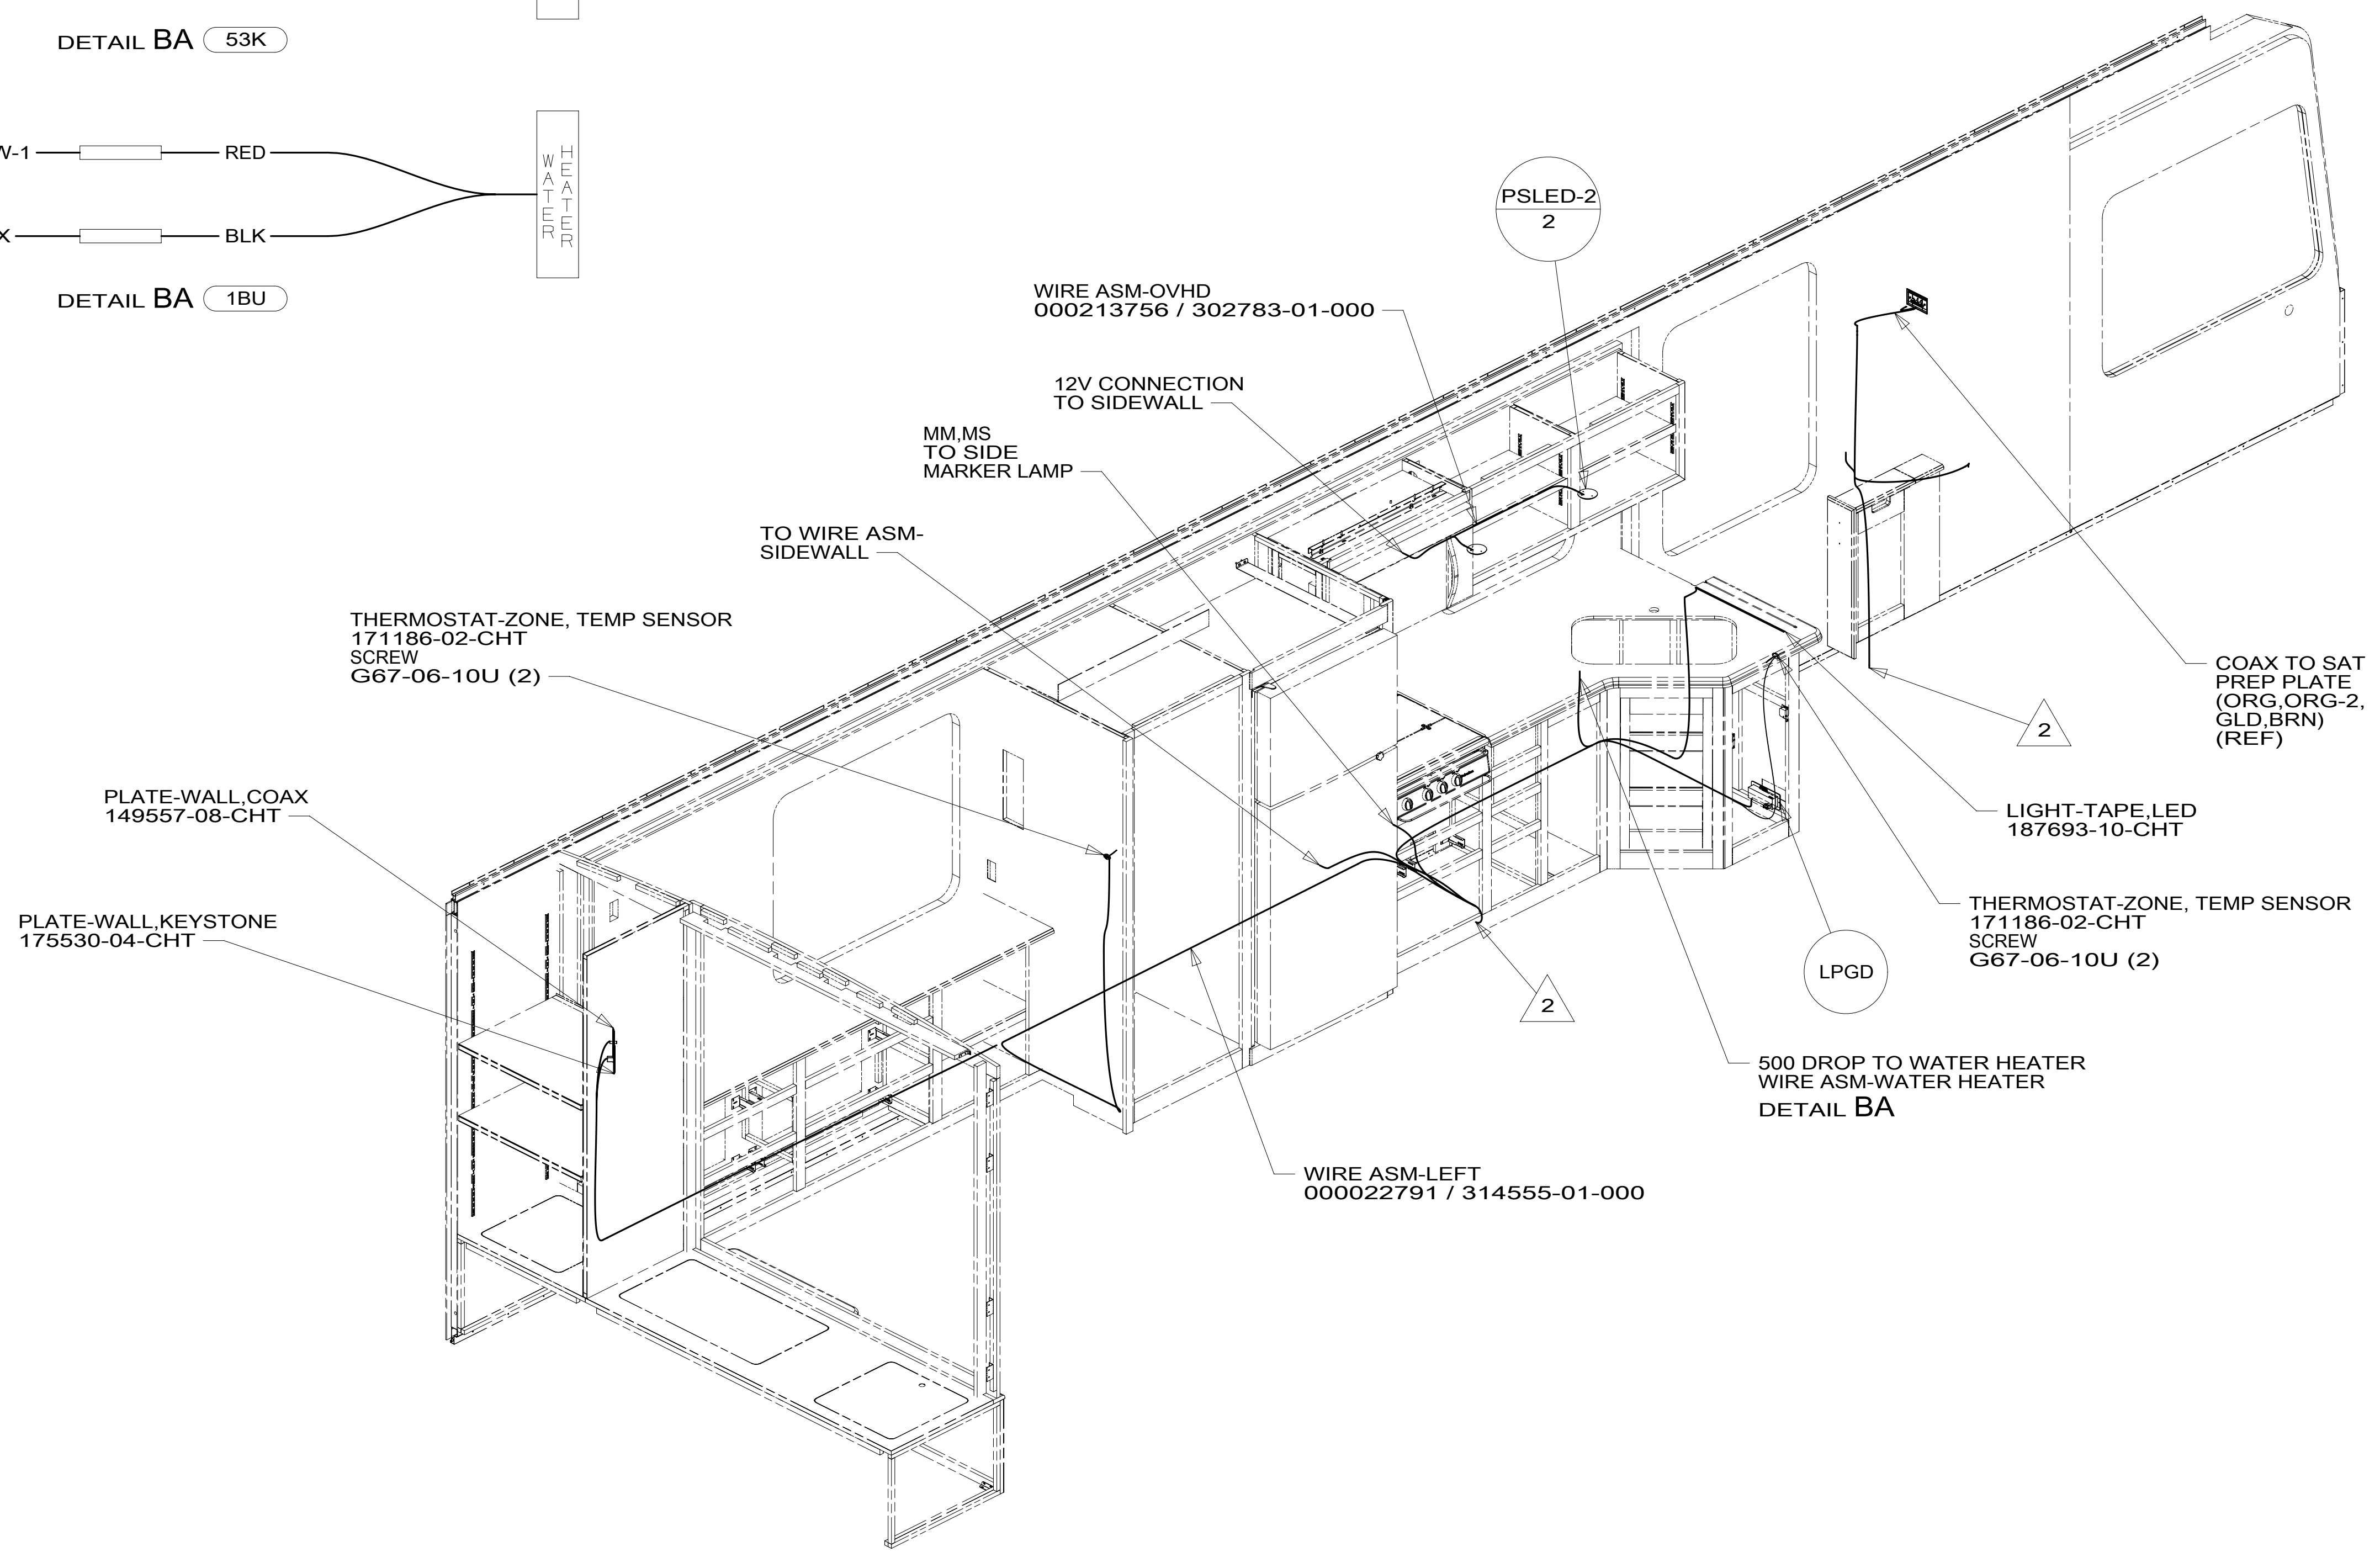 DETAIL BA 53K
RED
BLK
WATER
HEATER
DETAIL BA 1BU
PSLED-2
2
WIRE ASM-OVHD
000213756 / 302783-01-000
12V CONNECTION
TO SIDEWALL
MM,MS
TO SIDE
MARKER LAMP
TO WIRE ASM-
SIDEWALL
THERMOSTAT-ZONE, TEMP SENSOR
171186-02-CHT
SCREW
G67-06-10U (2)
PLATE-WALL,COAX
149557-08-CHT
PLATE-WALL,KEYSTONE
175530-04-CHT
COAX TO SAT
PREP PLATE
(ORG,ORG-2,
GLD,BRN)
(REF)
2
LIGHT-TAPE,LED
187693-10-CHT
THERMOSTAT-ZONE, TEMP SENSOR
171186-02-CHT
SCREW
G67-06-10U (2)
LPGD
2
500 DROP TO WATER HEATER
WIRE ASM-WATER HEATER
DETAIL BA
WIRE ASM-LEFT
000022791 / 314555-01-000